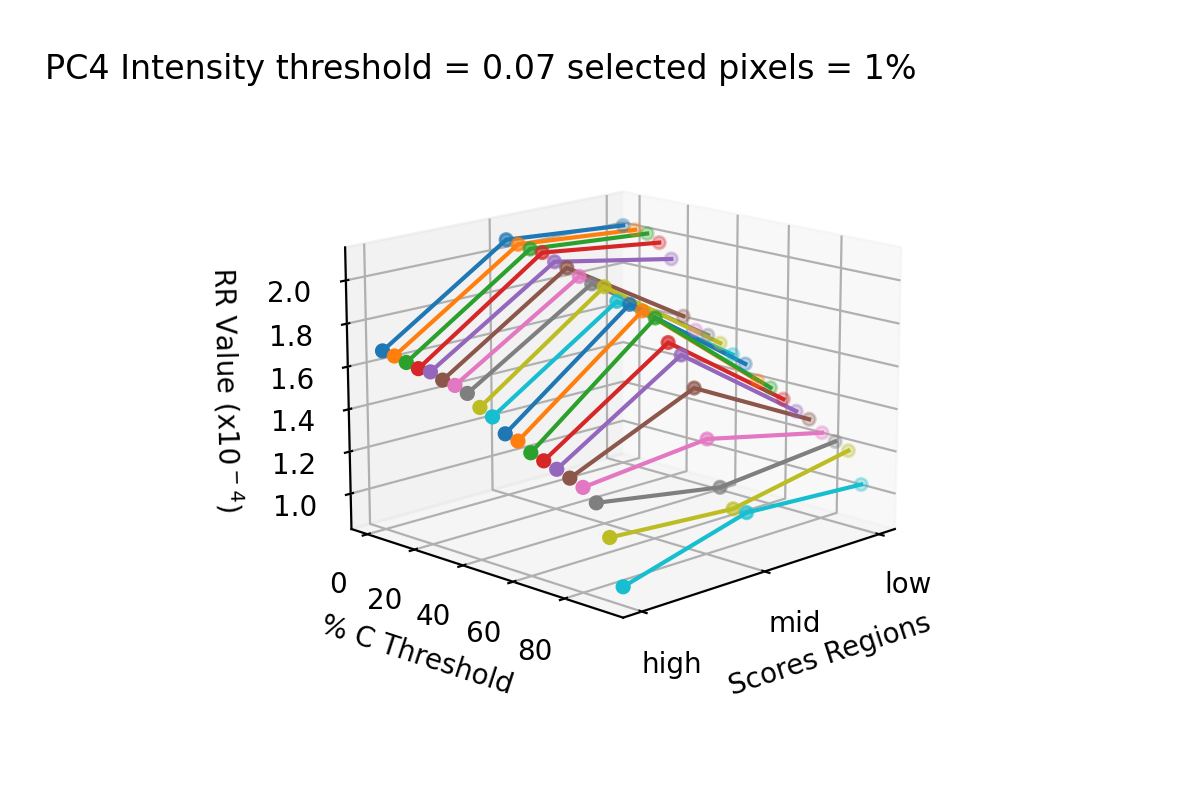 PC4 Intensity threshold = 0.07 selected pixels = 1%
RR Value (x10⁻⁴)
2.0
1.8
1.6
1.4
1.2
1.0
0
20
40
60
80
% C Threshold
high
mid
low
Scores Regions